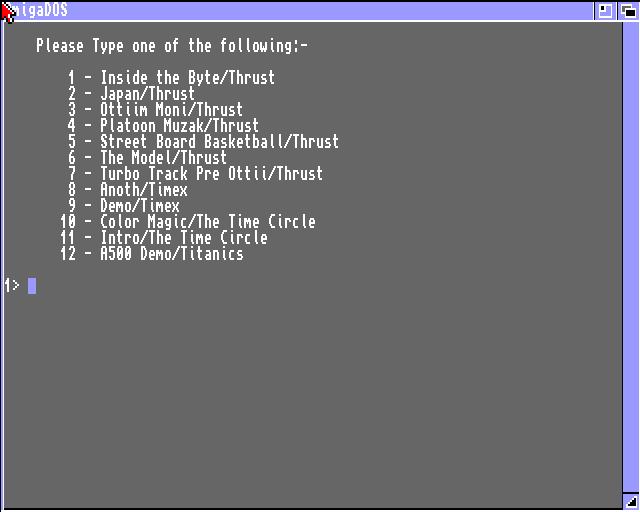 migaDOS
Please Type one of the following:-
1 - Inside the Byte/Thrust
2 - Japan/Thrust
3 - Ottiim Moni/Thrust
4 - Platoon Muzak/Thrust
5 - Street Board Basketball/Thrust
6 - The Model/Thrust
7 - Turbo Track Pre Ottii/Thrust
8 - Anoth/Timex
9 - Demo/Timex
10 - Color Magic/The Time Circle
11 - Intro/The Time Circle
12 - A500 Demo/Titanics
1>